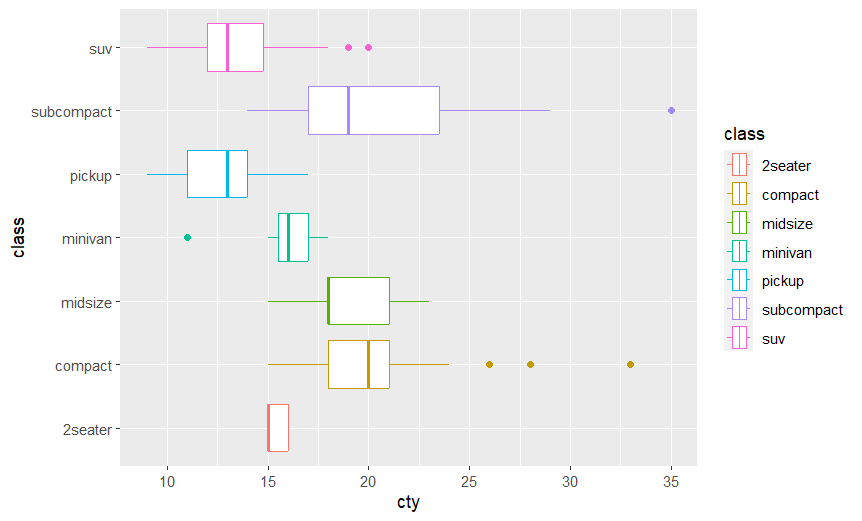 suv
subcompact
pickup
minivan
midsize
compact
2seater
class
10 15 20 25 30 35
cty
class
2seater
compact
midsize
minivan
pickup
subcompact
suv